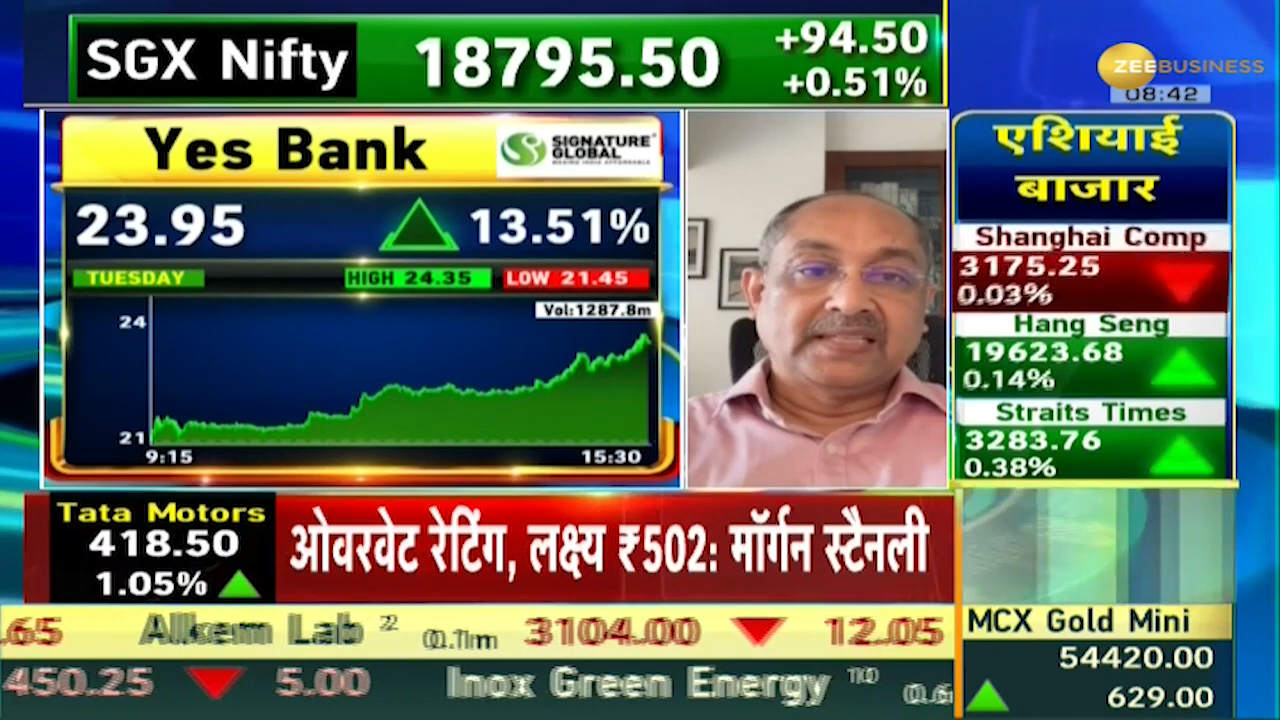 SGX Nifty
18795.50
+94.50
+0.51%
ZEEBUSINESS
08:42
Yes Bank
SIGNATURE GLOBAL
23.95
13.51%
TUESDAY
HIGH 24.35
LOW 21.45
Vol:1287.8m
24
21
9:15
15:30
एशियाई
बाजार
Shanghai Comp
3175.25
0.03%
Hang Seng
19623.68
0.14%
Straits Times
3283.76
0.38%
Tata Motors
418.50
1.05%
ओवरवेट रेटिंग, लक्ष्य ₹502: मॉर्गन स्टैनली
.65 Alkem Lab 0.11m 3104.00 12.05
450.25 5.00 Inox Green Energy 10
MCX Gold Mini
54420.00
629.00